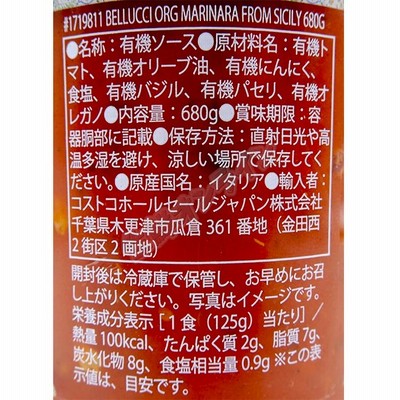 #1719811 BELLUCCI ORG MARINARA FROM SICILY 680G
●名称：有機ソース●原材料名：有機ト
マト、有機オリーブ油、有機にんにく、
食塩、有機バジル、有機パセリ、有機オ
レガノ●内容量：680g●賞味期限：容
器胴部に記載●保存方法：直射日光や高
温多湿を避け、涼しい場所で保存してく
ださい。●原産国名：イタリア●輸入者：
コストコホールセールジャパン株式会社
千葉県木更津市瓜倉 361 番地（金田西
2 街区 2 画地）
開封後は冷蔵庫で保管し、お早めにお召
し上がりください。写真はイメージです。
栄養成分表示［1 食（125g）当たり］／
熱量 100kcal、たんぱく質 2g、脂質 7g、
炭水化物 8g、食塩相当量 0.9g ※この表
示値は、目安です。